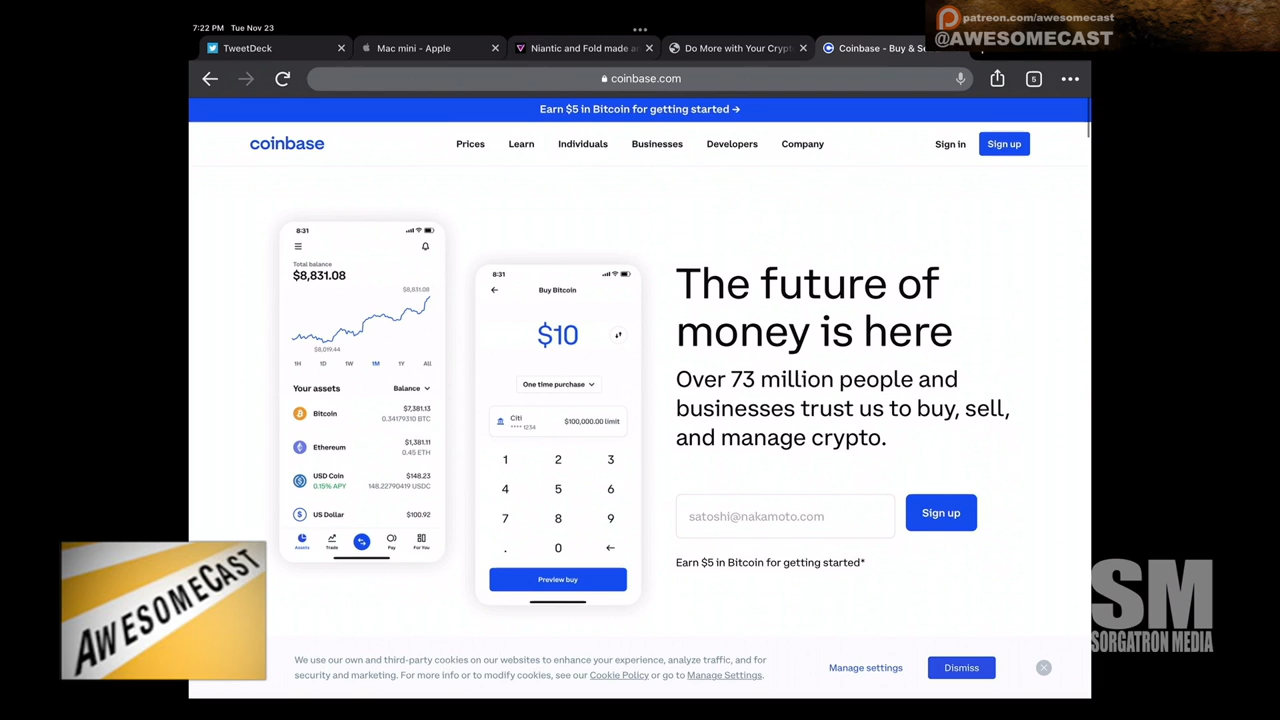 7:22 PM Tue Nov 23
patreon.com/awesomecast
@AWESOMECAST
TweetDeck
Mac mini - Apple
Niantic and Fold made a
Do More with Your Crypt
Coinbase - Buy & Se
coinbase.com
5
Earn $5 in Bitcoin for getting started →
coinbase
Prices
Learn
Individuals
Businesses
Developers
Company
Sign in
Sign up
8:31
Total balance
$8,831.08
$8,831.08
$8,019.44
1H 1D 1W 1M 1Y All
Your assets
Balance
Bitcoin
$7,381.13
0.34179310 BTC
Ethereum
$1,381.11
0.45 ETH
USD Coin
$148.23
0.15% APY
148.22790419 USDC
US Dollar
$100.92
Assets
Trade
Pay
For You
8:31
Buy Bitcoin
$10
One time purchase
Citi
$100,000.00 limit
**** 1234
1 2 3
4 5 6
7 8 9
. 0
Preview buy
The future of
money is here
Over 73 million people and
businesses trust us to buy, sell,
and manage crypto.
satoshi@nakamoto.com
Sign up
Earn $5 in Bitcoin for getting started*
We use our own and third-party cookies on our websites to enhance your experience, analyze traffic, and for
security and marketing. For more info or to modify cookies, see our Cookie Policy or go to Manage Settings.
Manage settings
Dismiss
AWESOMECAST
SM
SORGATRON MEDIA